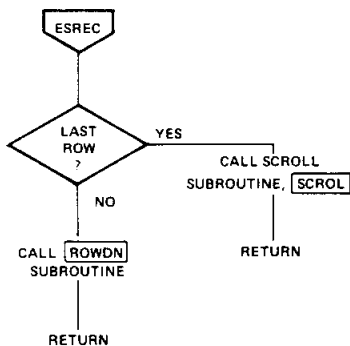 ESREC
LAST
ROW
?
YES
NO
CALL SCROLL
SUBROUTINE, SCROL
RETURN
CALL ROWDN
SUBROUTINE
RETURN